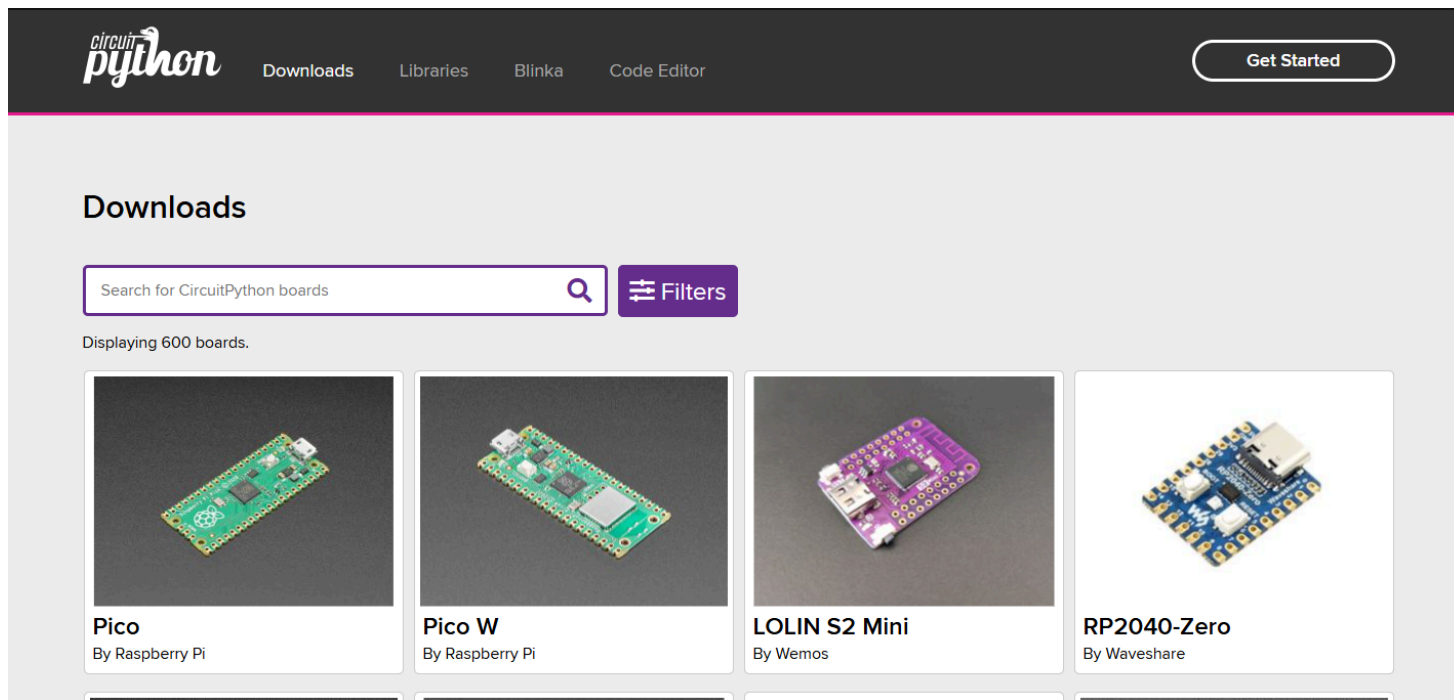 circuit
python
Downloads Libraries Blinka Code Editor Get Started
Downloads
Search for CircuitPython boards Filters
Displaying 600 boards.
Pico Pico W LOLIN S2 Mini RP2040-Zero
By Raspberry Pi By Raspberry Pi By Wemos By Waveshare